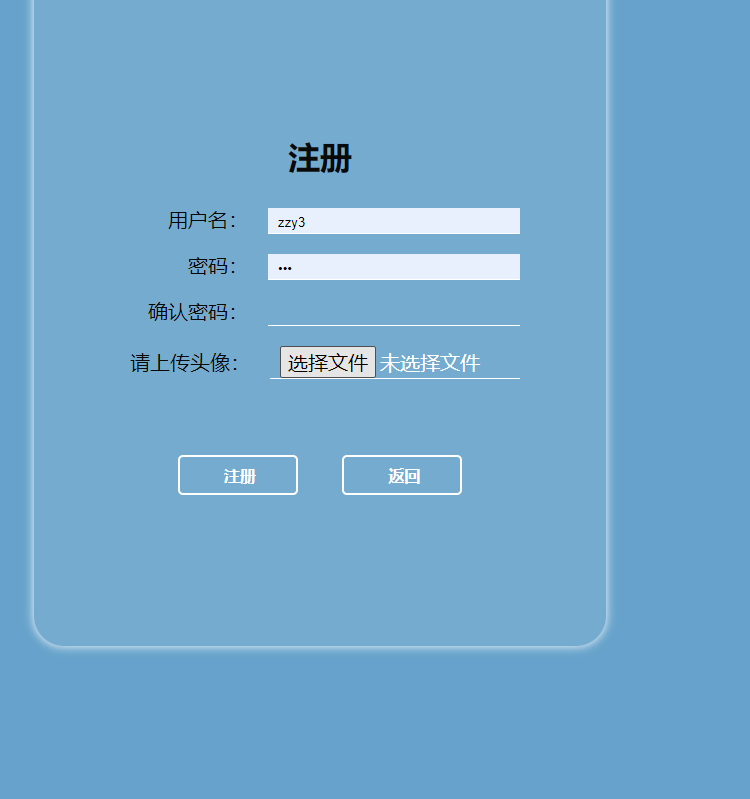 注册
用户名： zzy3
密码： •••
确认密码：
请上传头像： 选择文件 未选择文件
注册 返回